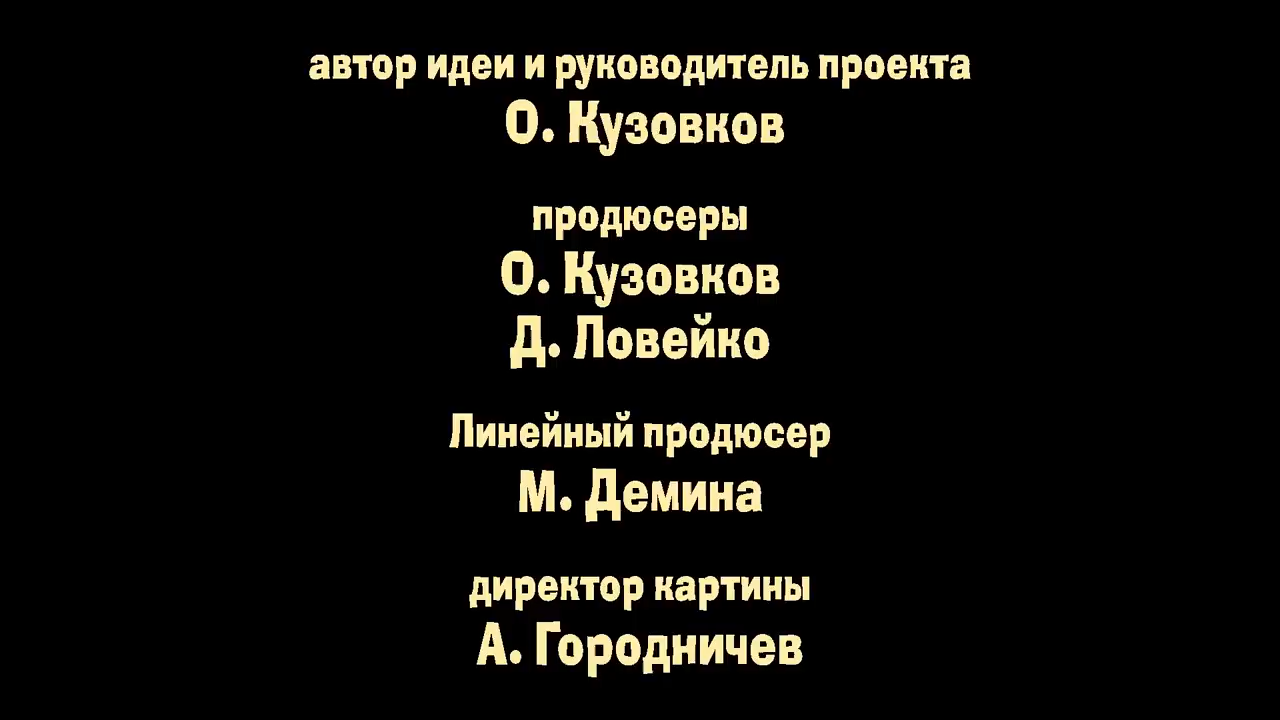 автор идеи и руководитель проекта
О. Кузовков
продюсеры
О. Кузовков
Д. Ловейко
Линейный продюсер
М. Демина
директор картины
А. Городничев